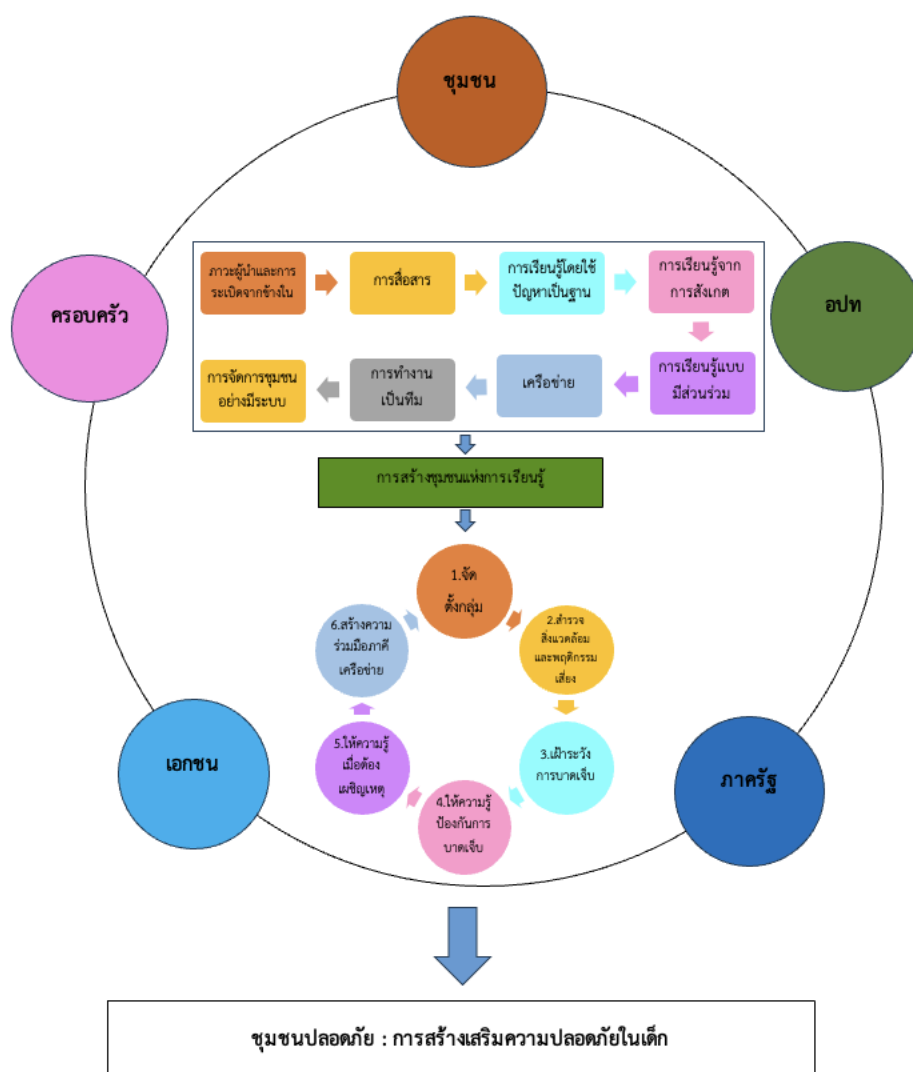 ชุมชน
ครอบครัว
อปท
ภาวะผู้นำและการ
ระเบิดจากข้างใน
การสื่อสาร
การเรียนรู้โดยใช้
ปัญหาเป็นฐาน
การเรียนรู้จาก
การสังเกต
การเรียนรู้แบบ
มีส่วนร่วม
เครือข่าย
การทำงาน
เป็นทีม
การจัดการชุมชน
อย่างมีระบบ
การสร้างชุมชนแห่งการเรียนรู้
1.จัด
ตั้งกลุ่ม
2.สำรวจ
สิ่งแวดล้อม
และพฤติกรรม
เสี่ยง
3.เฝ้าระวัง
การบาดเจ็บ
4.ให้ความรู้
ป้องกันการ
บาดเจ็บ
5.ให้ความรู้
เมื่อต้อง
เผชิญเหตุ
6.สร้างความ
ร่วมมือภาคี
เครือข่าย
เอกชน
ภาครัฐ
ชุมชนปลอดภัย : การสร้างเสริมความปลอดภัยในเด็ก